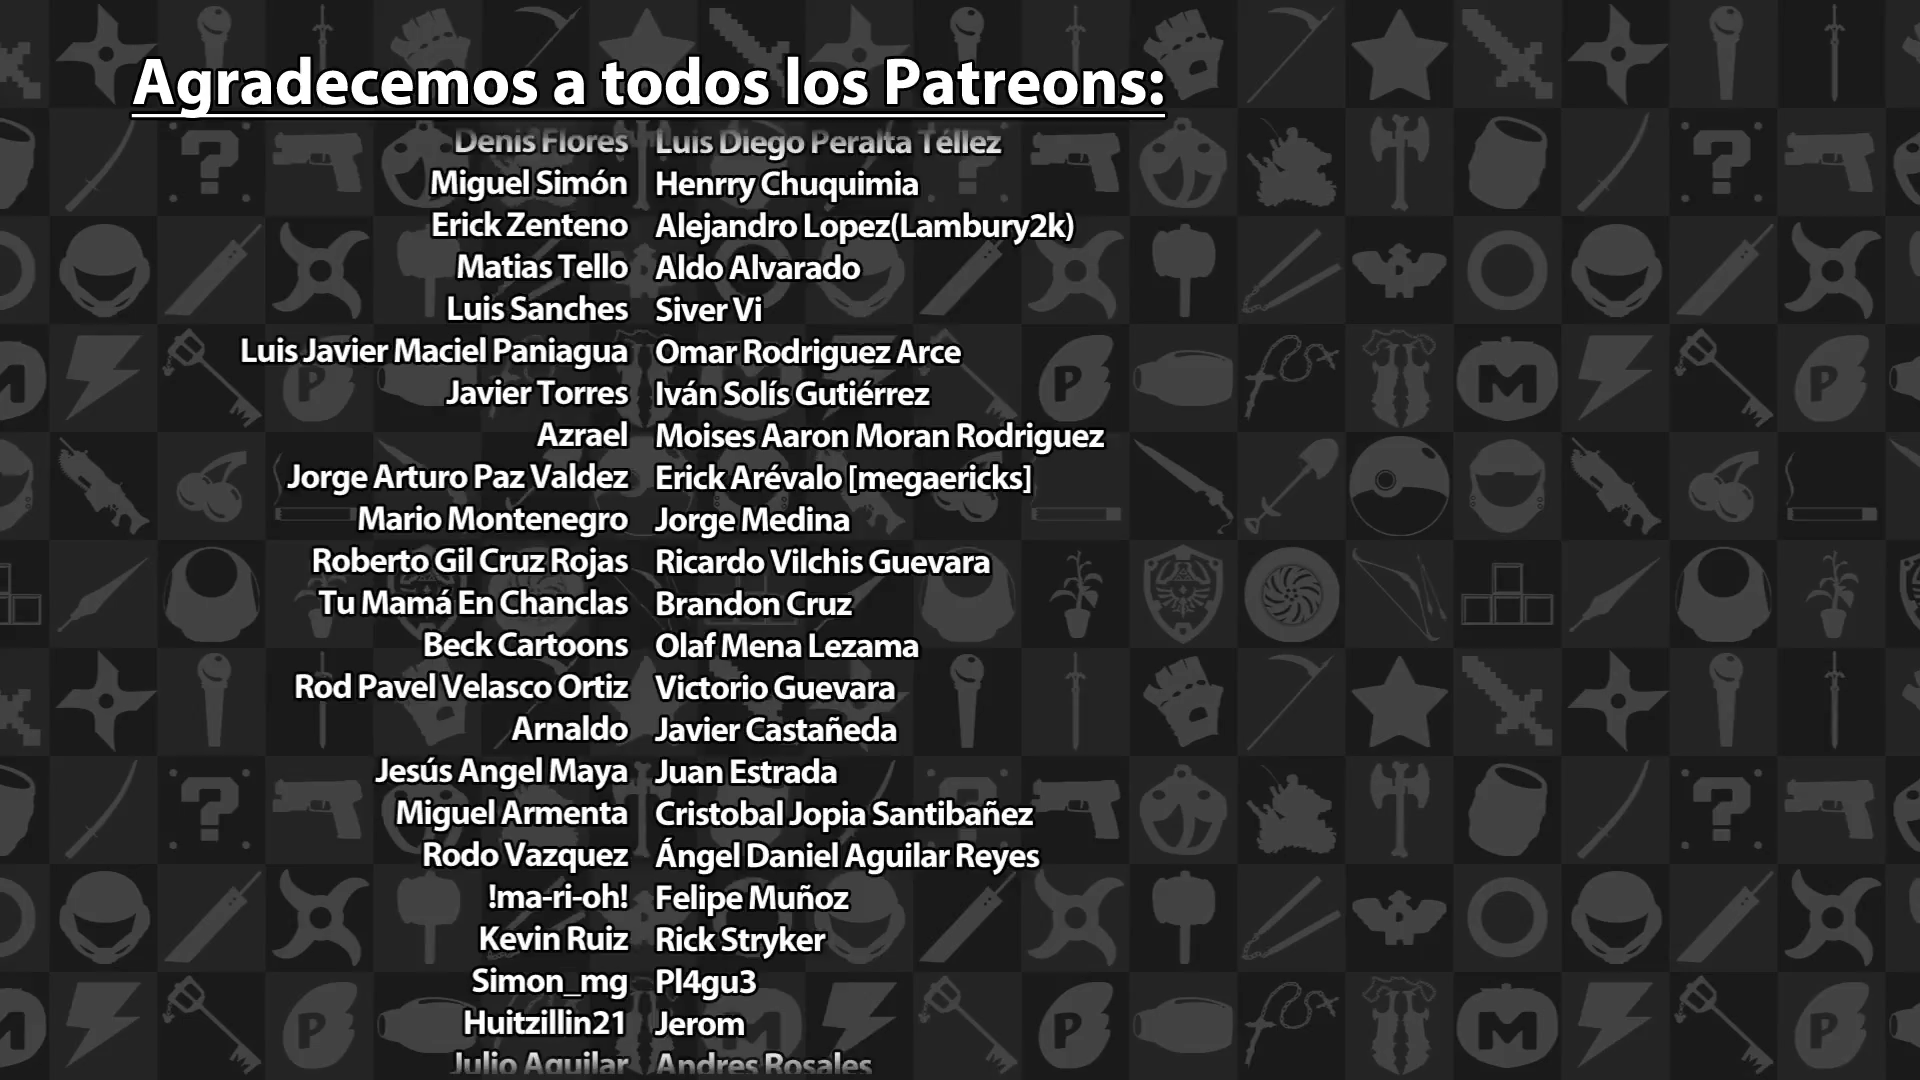 Agradecemos a todos los Patreons:
Denis Flores Luis Diego Peralta Téllez
Miguel Simón Henrry Chuquimia
Erick Zenteno Alejandro Lopez(Lambury2k)
Matias Tello Aldo Alvarado
Luis Sanches Siver Vi
Luis Javier Maciel Paniagua Omar Rodriguez Arce
Javier Torres Iván Solís Gutiérrez
Azrael Moises Aaron Moran Rodriguez
Jorge Arturo Paz Valdez Erick Arévalo [megaericks]
Mario Montenegro Jorge Medina
Roberto Gil Cruz Rojas Ricardo Vilchis Guevara
Tu Mamá En Chanclas Brandon Cruz
Beck Cartoons Olaf Mena Lezama
Rod Pavel Velasco Ortiz Victorio Guevara
Arnaldo Javier Castañeda
Jesús Angel Maya Juan Estrada
Miguel Armenta Cristobal Jopia Santibañez
Rodo Vazquez Ángel Daniel Aguilar Reyes
!ma-ri-oh! Felipe Muñoz
Kevin Ruiz Rick Stryker
Simon_mg Pl4gu3
Huitzillin21 Jerom
Julio Aguilar Andres Rosales